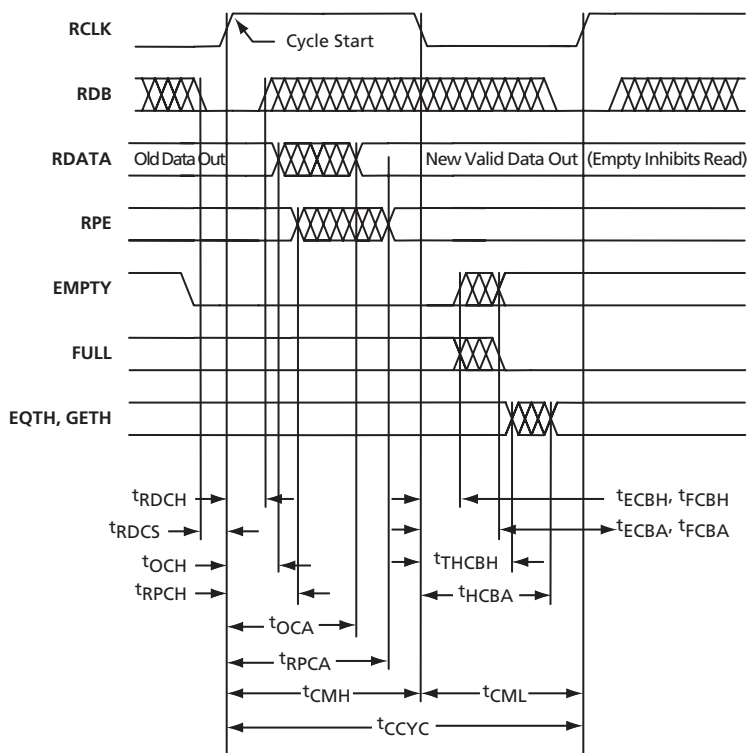 RCLK
Cycle Start
RDB
RDATA Old Data Out New Valid Data Out (Empty Inhibits Read)
RPE
EMPTY
FULL
EQTH, GETH
tRDCH tECBH, tFCBH
tRDCS tECBA, tFCBA
tOCH tTHCBH
tRPCH tHCBA
tOCA
tRPCA
tCMH tCML
tCCYC